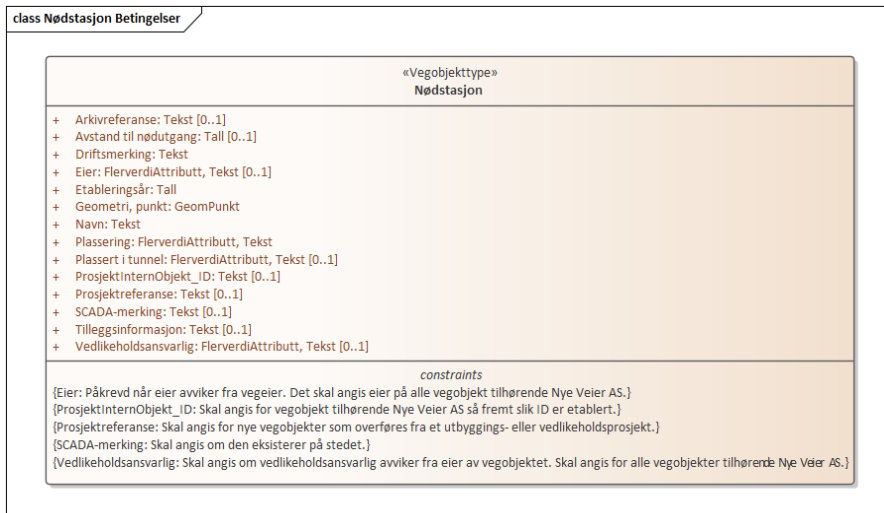 class Nødstasjon Betingelser
«Vegobjekttype»
Nødstasjon
+ Arkivreferanse: Tekst [0..1]
+ Avstand til nødutgang: Tall [0..1]
+ Driftsmerking: Tekst
+ Eier: FlerverdiAttributt, Tekst [0..1]
+ Etableringsår: Tall
+ Geometri, punkt: GeomPunkt
+ Navn: Tekst
+ Plassering: FlerverdiAttributt, Tekst
+ Plassert i tunnel: FlerverdiAttributt, Tekst [0..1]
+ ProsjektInternObjekt_ID: Tekst [0..1]
+ Prosjektreferanse: Tekst [0..1]
+ SCADA-merking: Tekst [0..1]
+ Tilleggsinformasjon: Tekst [0..1]
+ Vedlikeholdsansvarlig: FlerverdiAttributt, Tekst [0..1]
constraints
{Eier: Påkrevd når eier avviker fra vegeier. Det skal angis eier på alle vegobjekt tilhørende Nye Veier AS.}
{ProsjektInternObjekt_ID: Skal angis for vegobjekt tilhørende Nye Veier AS så fremt slik ID er etablert.}
{Prosjektreferanse: Skal angis for nye vegobjekter som overføres fra et utbyggings- eller vedlikeholdsprosjekt.}
{SCADA-merking: Skal angis om den eksisterer på stedet.}
{Vedlikeholdsansvarlig: Skal angis om vedlikeholdsansvarlig avviker fra eier av vegobjektet. Skal angis for alle vegobjekter tilhørende Nye Veier AS.}